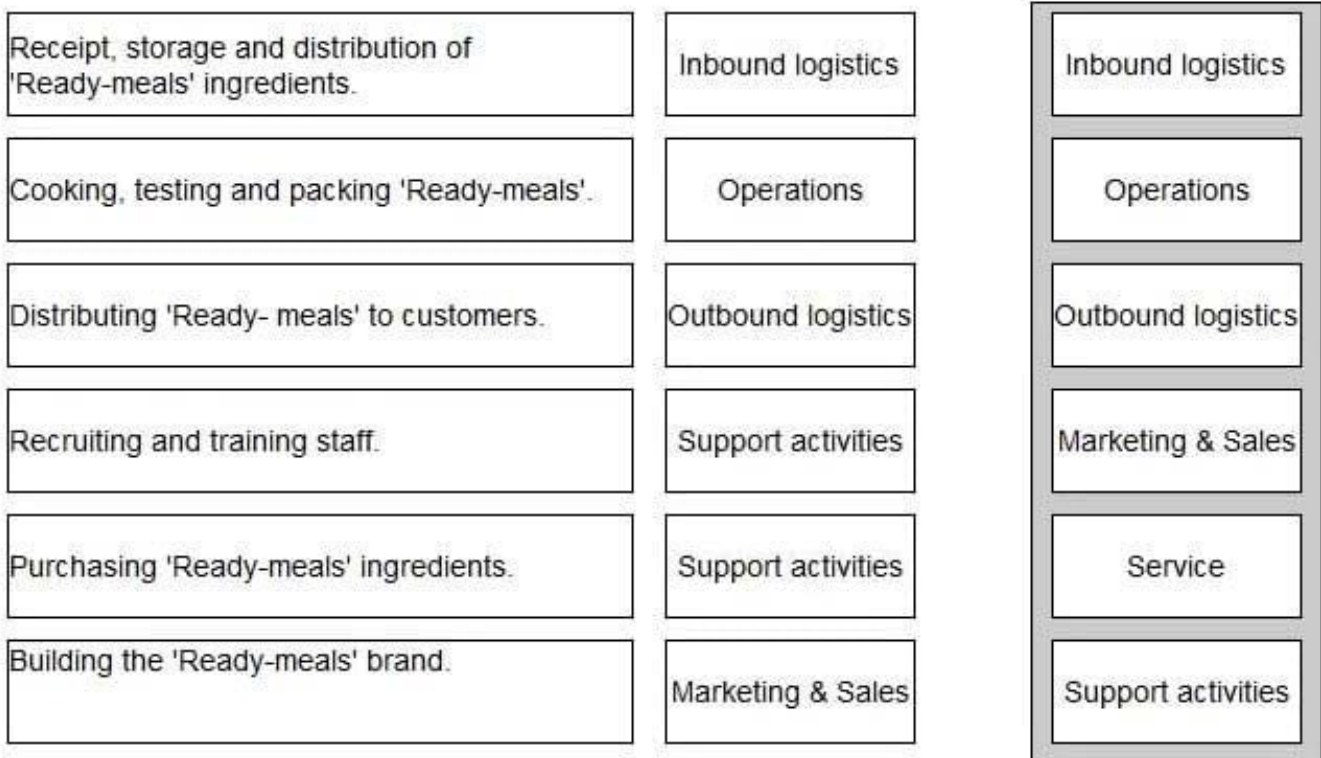 Receipt, storage and distribution of
'Ready-meals' ingredients.
Inbound logistics
Inbound logistics
Cooking, testing and packing 'Ready-meals'.
Operations
Operations
Distributing 'Ready- meals' to customers.
Outbound logistics
Outbound logistics
Recruiting and training staff.
Support activities
Marketing & Sales
Purchasing 'Ready-meals' ingredients.
Support activities
Service
Building the 'Ready-meals' brand.
Marketing & Sales
Support activities